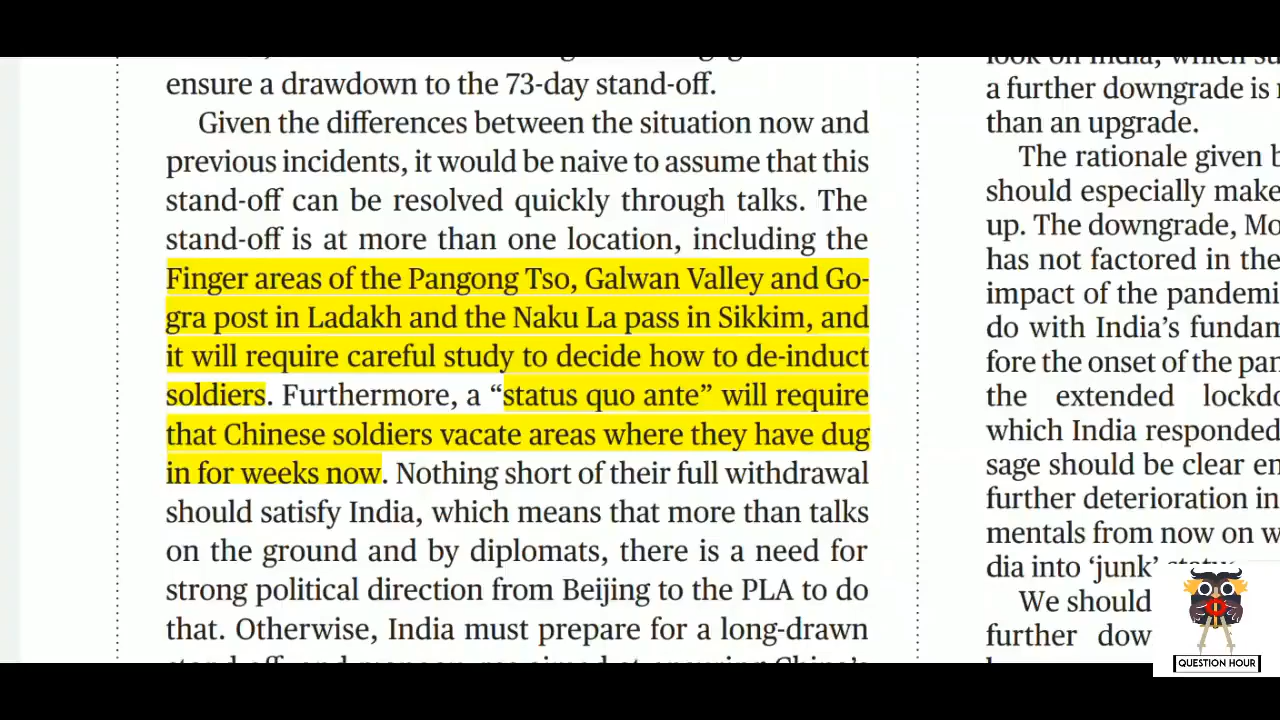 ensure a drawdown to the 73-day stand-off.
Given the differences between the situation now and
previous incidents, it would be naive to assume that this
stand-off can be resolved quickly through talks. The
stand-off is at more than one location, including the
Finger areas of the Pangong Tso, Galwan Valley and Go-
gra post in Ladakh and the Naku La pass in Sikkim, and
it will require careful study to decide how to de-induct
soldiers. Furthermore, a “status quo ante” will require
that Chinese soldiers vacate areas where they have dug
in for weeks now. Nothing short of their full withdrawal
should satisfy India, which means that more than talks
on the ground and by diplomats, there is a need for
strong political direction from Beijing to the PLA to do
that. Otherwise, India must prepare for a long-drawn
look on India, which
a further downgrade is
than an upgrade.
The rationale given
should especially make
up. The downgrade,
has not factored in the
impact of the
do with India’s
fore the onset of the
the extended
which India responded
sage should be clear
further deterioration in
mentals from now on
dia into ‘junk’
We should
further
QUESTION HOUR